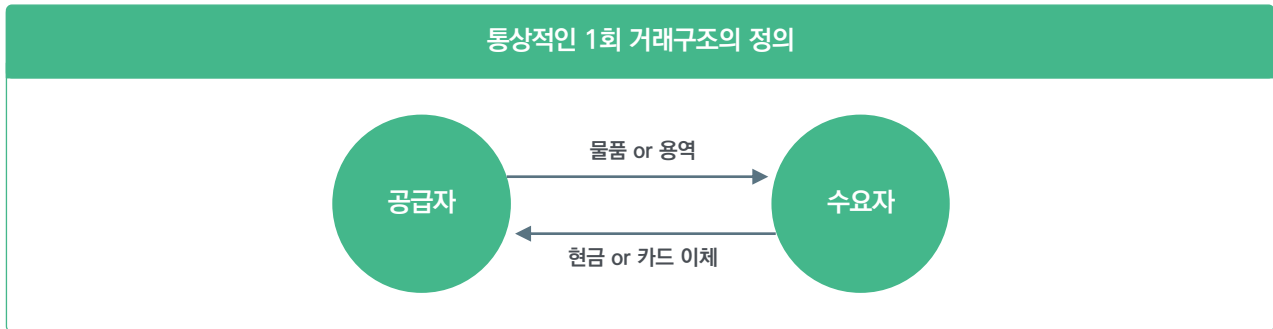 통상적인 1회 거래구조의 정의
물품 or 용역
공급자
수요자
현금 or 카드 이체